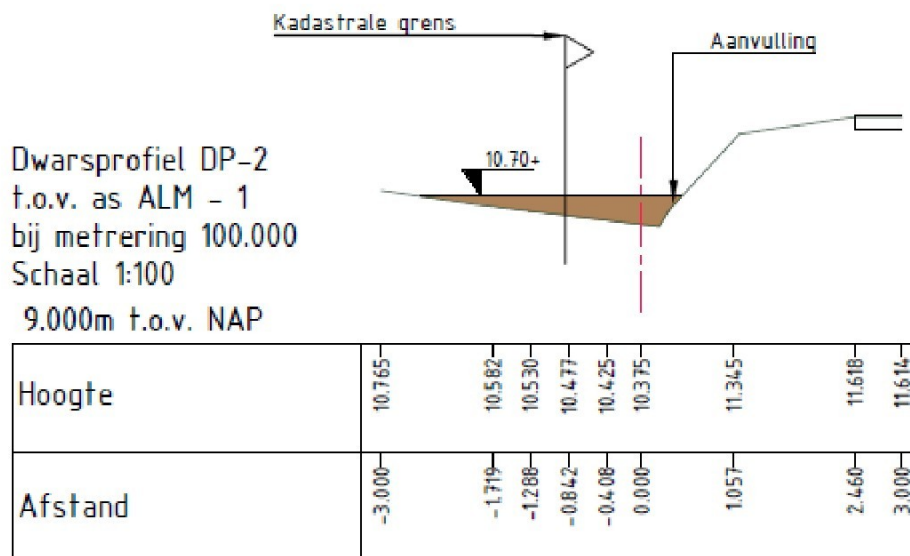 Kadastrale grens
Aanvulling
10.70+
Dwarsprofiel DP-2
t.o.v. as ALM - 1
bij metrering 100.000
Schaal 1:100
9.000m t.o.v. NAP
Hoogte 10.765 10.582 10.530 10.477 10.425 10.375 11.345 11.618 11.614
Afstand -3.000 -1.719 -1.288 -0.842 -0.408 0.000 1.057 2.460 3.000